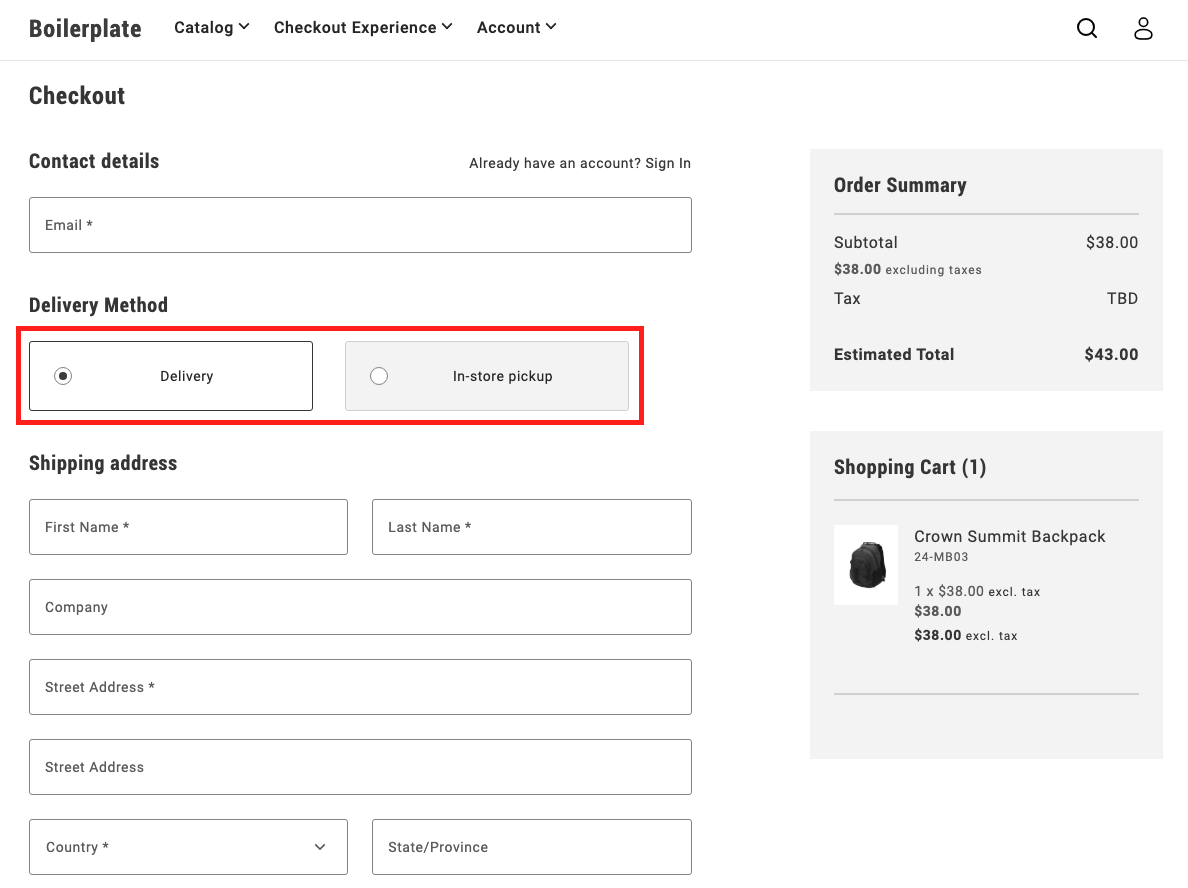 Boilerplate Catalog Checkout Experience Account
Checkout
Contact details
Already have an account? Sign In
Email *
Delivery Method
Delivery
In-store pickup
Shipping address
First Name *
Last Name *
Company
Street Address *
Street Address
Country *
State/Province
Order Summary
Subtotal $38.00
$38.00 excluding taxes
Tax TBD
Estimated Total $43.00
Shopping Cart (1)
Crown Summit Backpack
24-MB03
1 x $38.00 excl. tax
$38.00
$38.00 excl. tax